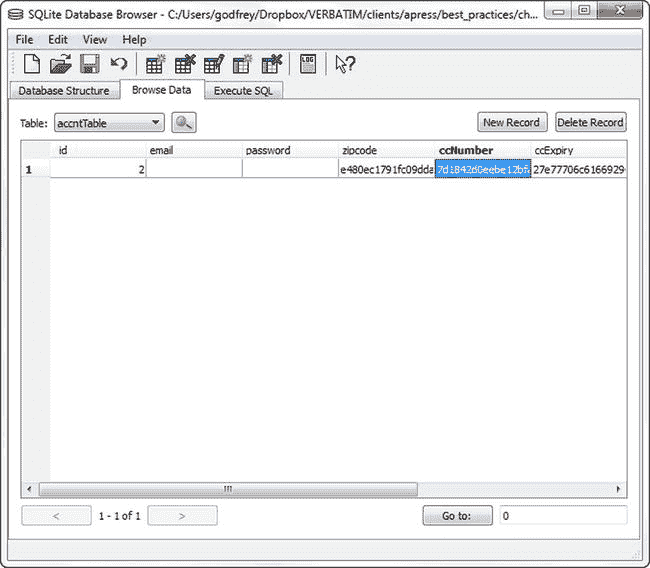 SQLite Database Browser - C:/Users/godfrey/Dropbox/VERBATIM/clients/apress/best_practices/ch...
File Edit View Help
LOG
Database Structure Browse Data Execute SQL
Table: accntTable New Record Delete Record
id email password zipcode ccNumber ccExpiry
1 2 e480ec1791fc09dda 27e77706c6166929
< 1 - 1 of 1 > Go to: 0